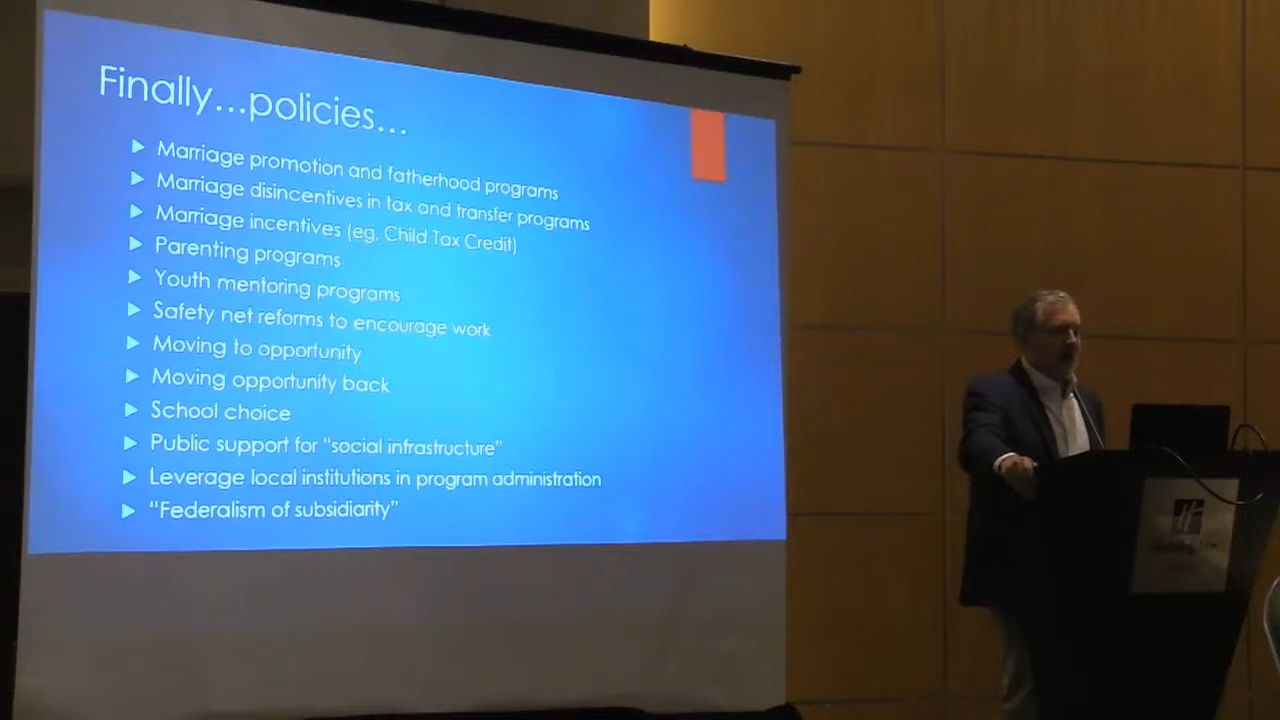 Finally...policies...
Marriage promotion and fatherhood programs
Marriage disincentives in tax and transfer programs
Marriage incentives (eg, Child Tax Credit)
Parenting programs
Youth mentoring programs
Safety net reforms to encourage work
Moving to opportunity
Moving opportunity back
School choice
Public support for “social infrastructure”
Leverage local institutions in program administration
“Federalism of subsidiarity”